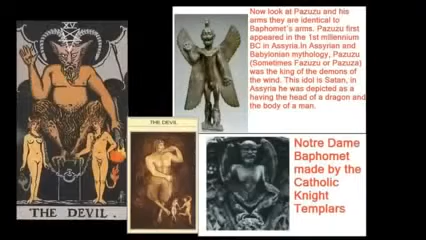 XV
THE DEVIL.
THE DEVIL
Now look at Pazuzu and his
arms they are identical to
Baphomet's arms. Pazuzu first
appeared in the 1st millennium
BC in Assyria.In Assyrian and
Babylonian mythology, Pazuzu
(Sometimes Fazuzu or Pazuza)
was the king of the demons of
the wind. This idol is Satan, in
Assyria he was depicted as a
having the head of a dragon and
the body of a man.
Notre Dame
Baphomet
made by the
Catholic
Knight
Templars